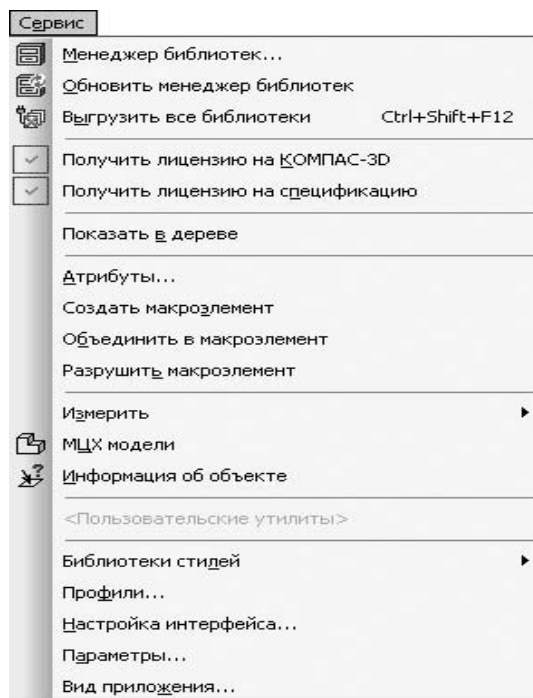 Сервис
Менеджер библиотек...
Обновить менеджер библиотек
Выгрузить все библиотеки Ctrl+Shift+F12
Получить лицензию на КОМПАС-3D
Получить лицензию на спецификацию
Показать в дереве
Атрибуты...
Создать макроэлемент
Объединить в макроэлемент
Разрушить макроэлемент
Измерить
МЦХ модели
Информация об объекте
<Пользовательские утилиты>
Библиотеки стилей
Профили...
Настройка интерфейса...
Параметры...
Вид приложения...